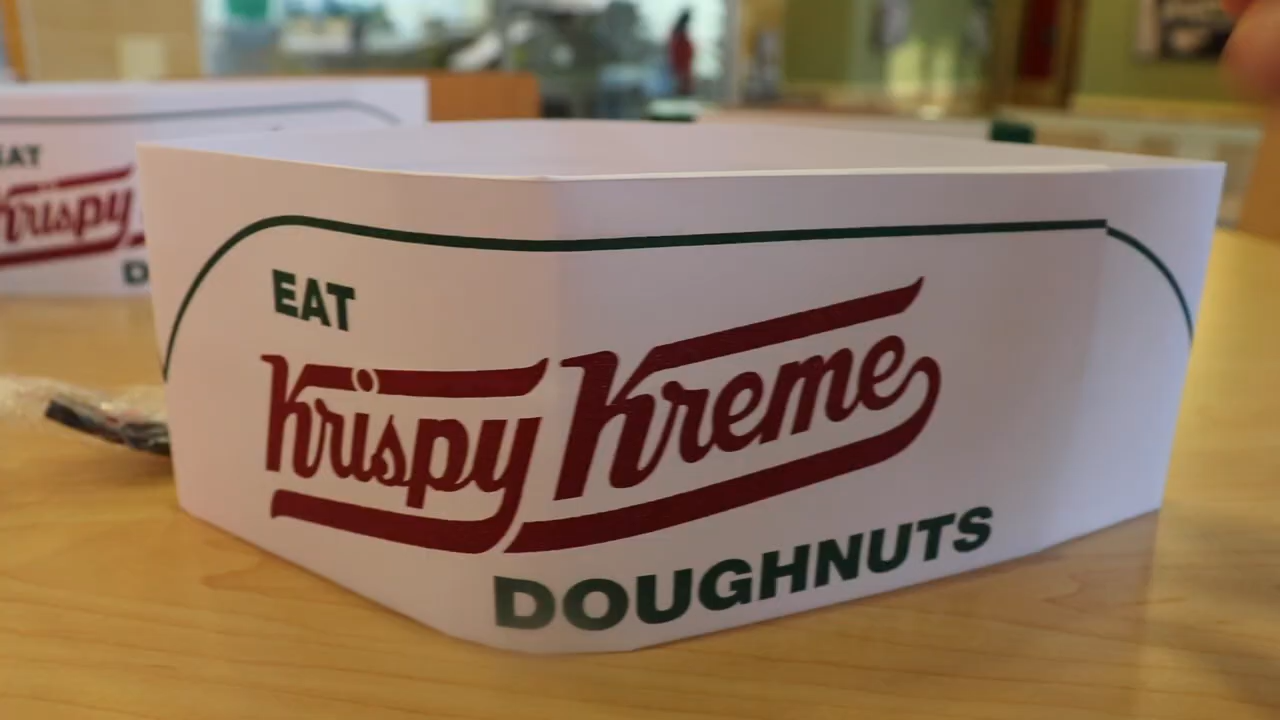 EAT
Krispy Kreme
DOUGHNUTS
EAT
Krispy
D